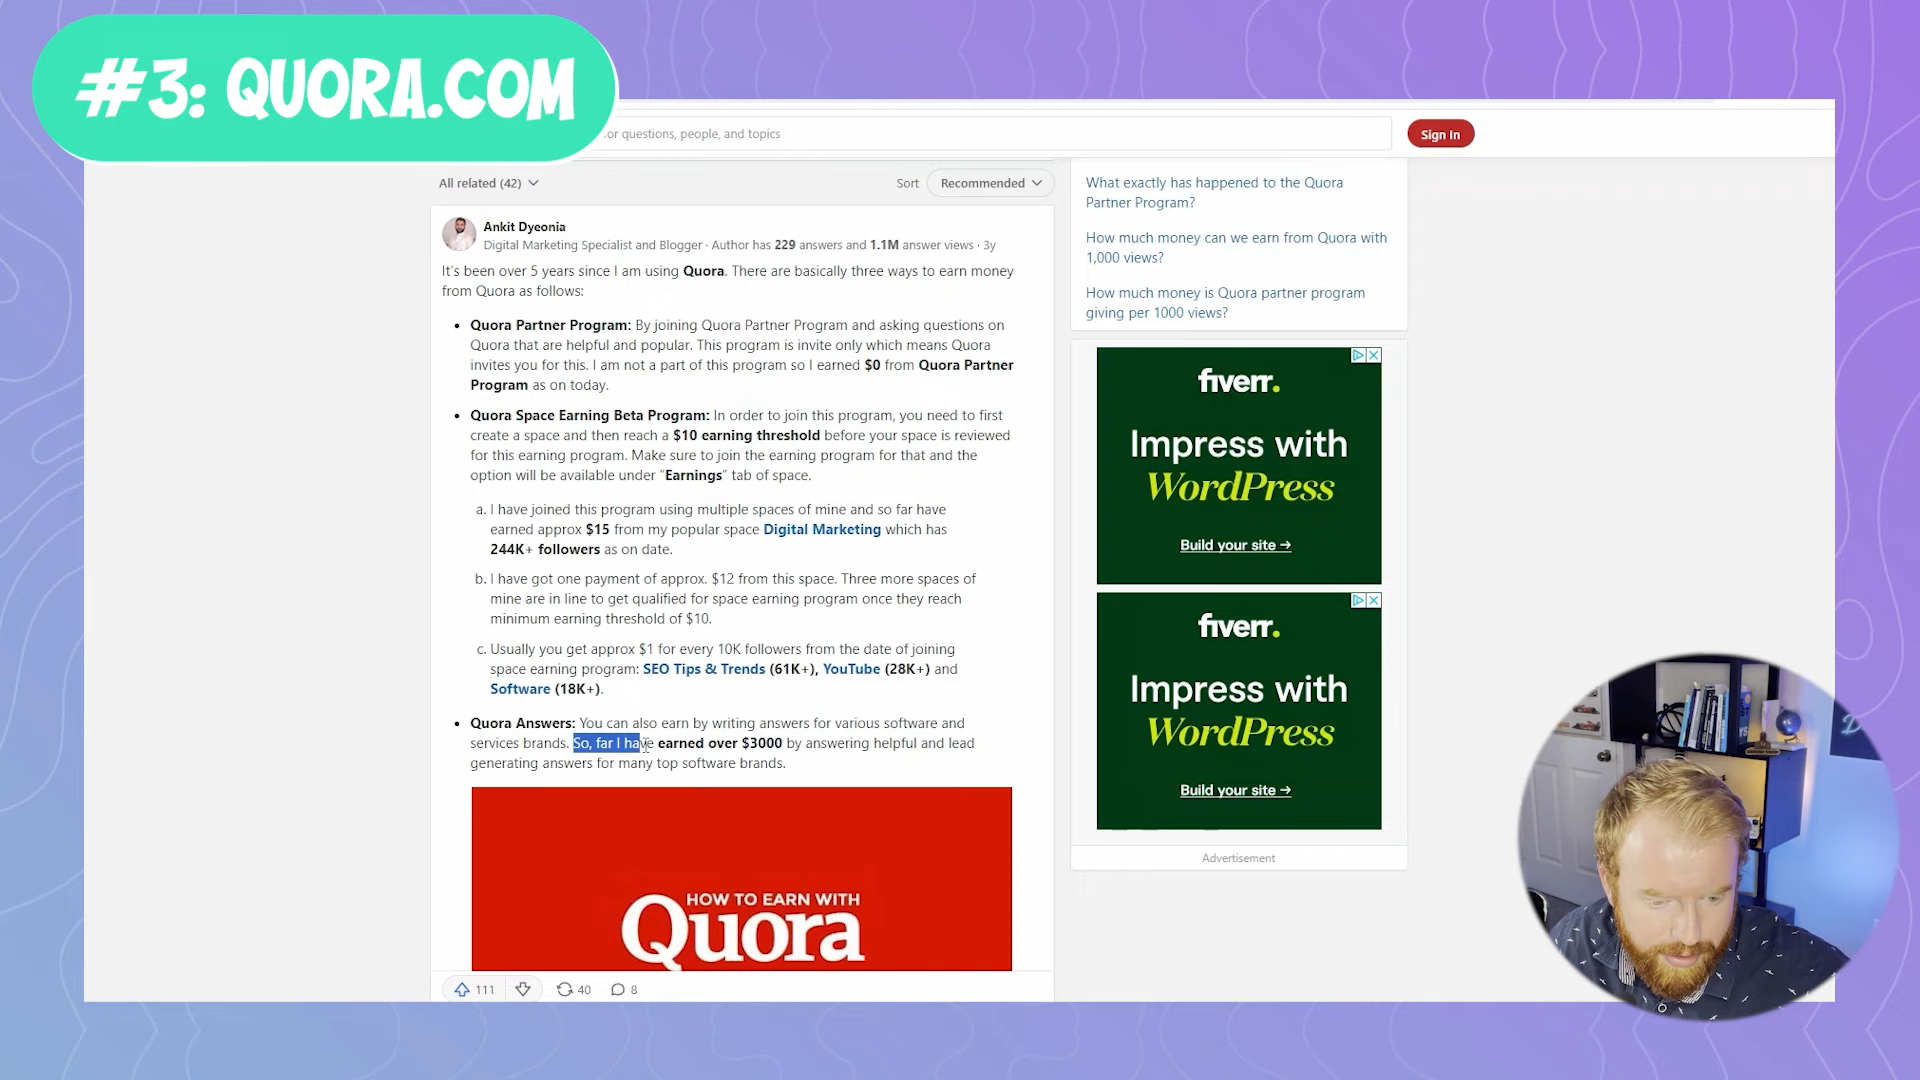 #3: QUORA.COM
or questions, people, and topics
Sign In
All related (42)
Sort
Recommended
Ankit Dyeonia
Digital Marketing Specialist and Blogger · Author has 229 answers and 1.1M answer views · 3y
It's been over 5 years since I am using Quora. There are basically three ways to earn money
from Quora as follows:
• Quora Partner Program: By joining Quora Partner Program and asking questions on
Quora that are helpful and popular. This program is invite only which means Quora
invites you for this. I am not a part of this program so I earned $0 from Quora Partner
Program as on today.
• Quora Space Earning Beta Program: In order to join this program, you need to first
create a space and then reach a $10 earning threshold before your space is reviewed
for this earning program. Make sure to join the earning program for that and the
option will be available under "Earnings" tab of space.
a. I have joined this program using multiple spaces of mine and so far have
earned approx $15 from my popular space Digital Marketing which has
244K+ followers as on date.
b. I have got one payment of approx. $12 from this space. Three more spaces of
mine are in line to get qualified for space earning program once they reach
minimum earning threshold of $10.
c. Usually you get approx $1 for every 10K followers from the date of joining
space earning program: SEO Tips & Trends (61K+), YouTube (28K+) and
Software (18K+).
• Quora Answers: You can also earn by writing answers for various software and
services brands. So, far I have earned over $3000 by answering helpful and lead
generating answers for many top software brands.
HOW TO EARN WITH
Quora
111
40
8
What exactly has happened to the Quora
Partner Program?
How much money can we earn from Quora with
1,000 views?
How much money is Quora partner program
giving per 1000 views?
fiverr.
Impress with
WordPress
Build your site →
fiverr.
Impress with
WordPress
Build your site →
Advertisement